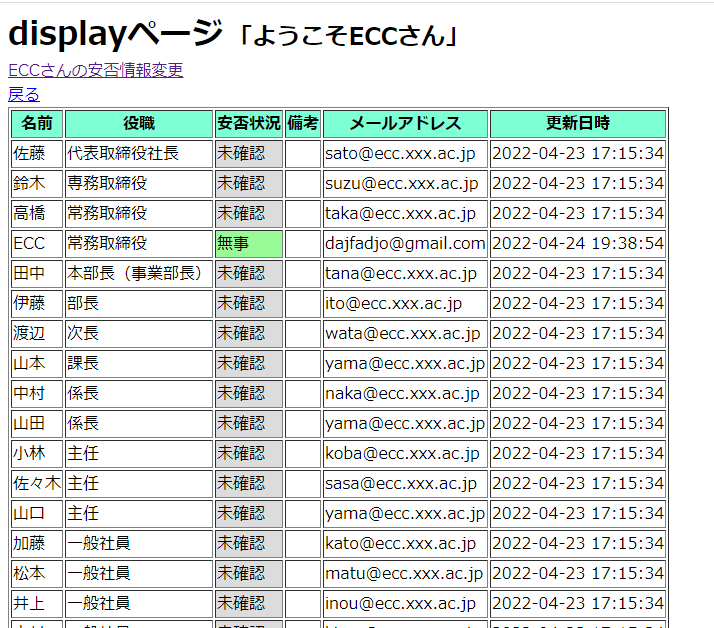 displayページ「ようこそECCさん」
ECCさんの安否情報変更
戻る
名前 役職 安否状況 備考 メールアドレス 更新日時
佐藤 代表取締役社長 未確認 sato@ecc.xxx.ac.jp 2022-04-23 17:15:34
鈴木 専務取締役 未確認 suzu@ecc.xxx.ac.jp 2022-04-23 17:15:34
高橋 常務取締役 未確認 taka@ecc.xxx.ac.jp 2022-04-23 17:15:34
ECC 常務取締役 無事 dajfadjo@gmail.com 2022-04-24 19:38:54
田中 本部長（事業部長） 未確認 tana@ecc.xxx.ac.jp 2022-04-23 17:15:34
伊藤 部長 未確認 ito@ecc.xxx.ac.jp 2022-04-23 17:15:34
渡辺 次長 未確認 wata@ecc.xxx.ac.jp 2022-04-23 17:15:34
山本 課長 未確認 yama@ecc.xxx.ac.jp 2022-04-23 17:15:34
中村 係長 未確認 naka@ecc.xxx.ac.jp 2022-04-23 17:15:34
山田 係長 未確認 yama@ecc.xxx.ac.jp 2022-04-23 17:15:34
小林 主任 未確認 koba@ecc.xxx.ac.jp 2022-04-23 17:15:34
佐々木 主任 未確認 sasa@ecc.xxx.ac.jp 2022-04-23 17:15:34
山口 主任 未確認 yama@ecc.xxx.ac.jp 2022-04-23 17:15:34
加藤 一般社員 未確認 kato@ecc.xxx.ac.jp 2022-04-23 17:15:34
松本 一般社員 未確認 matu@ecc.xxx.ac.jp 2022-04-23 17:15:34
井上 一般社員 未確認 inou@ecc.xxx.ac.jp 2022-04-23 17:15:34